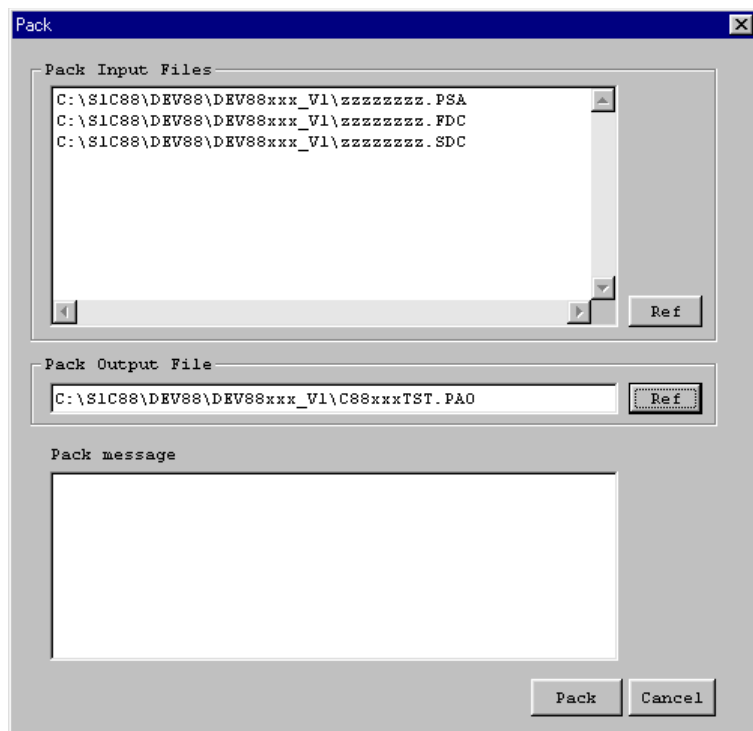 Pack
Pack Input Files
C:\S1C88\DEV88\DEV88xxx_V1\zzzzzzzz.PSA
C:\S1C88\DEV88\DEV88xxx_V1\zzzzzzzz.FDC
C:\S1C88\DEV88\DEV88xxx_V1\zzzzzzzz.SDC
Ref
Pack Output File
C:\S1C88\DEV88\DEV88xxx_V1\C88xxxTST.PA0
Ref
Pack message
Pack Cancel